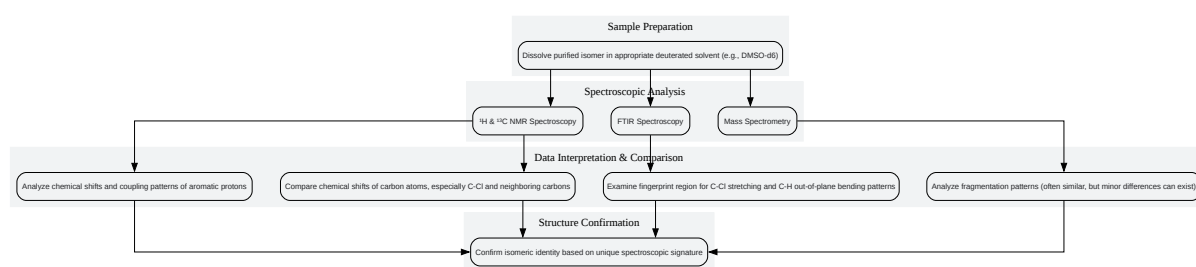 Sample Preparation
Dissolve purified isomer in appropriate deuterated solvent (e.g., DMSO-d6)
Spectroscopic Analysis
¹H & ¹³C NMR Spectroscopy
FTIR Spectroscopy
Mass Spectrometry
Data Interpretation & Comparison
Analyze chemical shifts and coupling patterns of aromatic protons
Compare chemical shifts of carbon atoms, especially C-Cl and neighboring carbons
Examine fingerprint region for C-Cl stretching and C-H out-of-plane bending patterns
Analyze fragmentation patterns (often similar, but minor differences can exist)
Structure Confirmation
Confirm isomeric identity based on unique spectroscopic signature